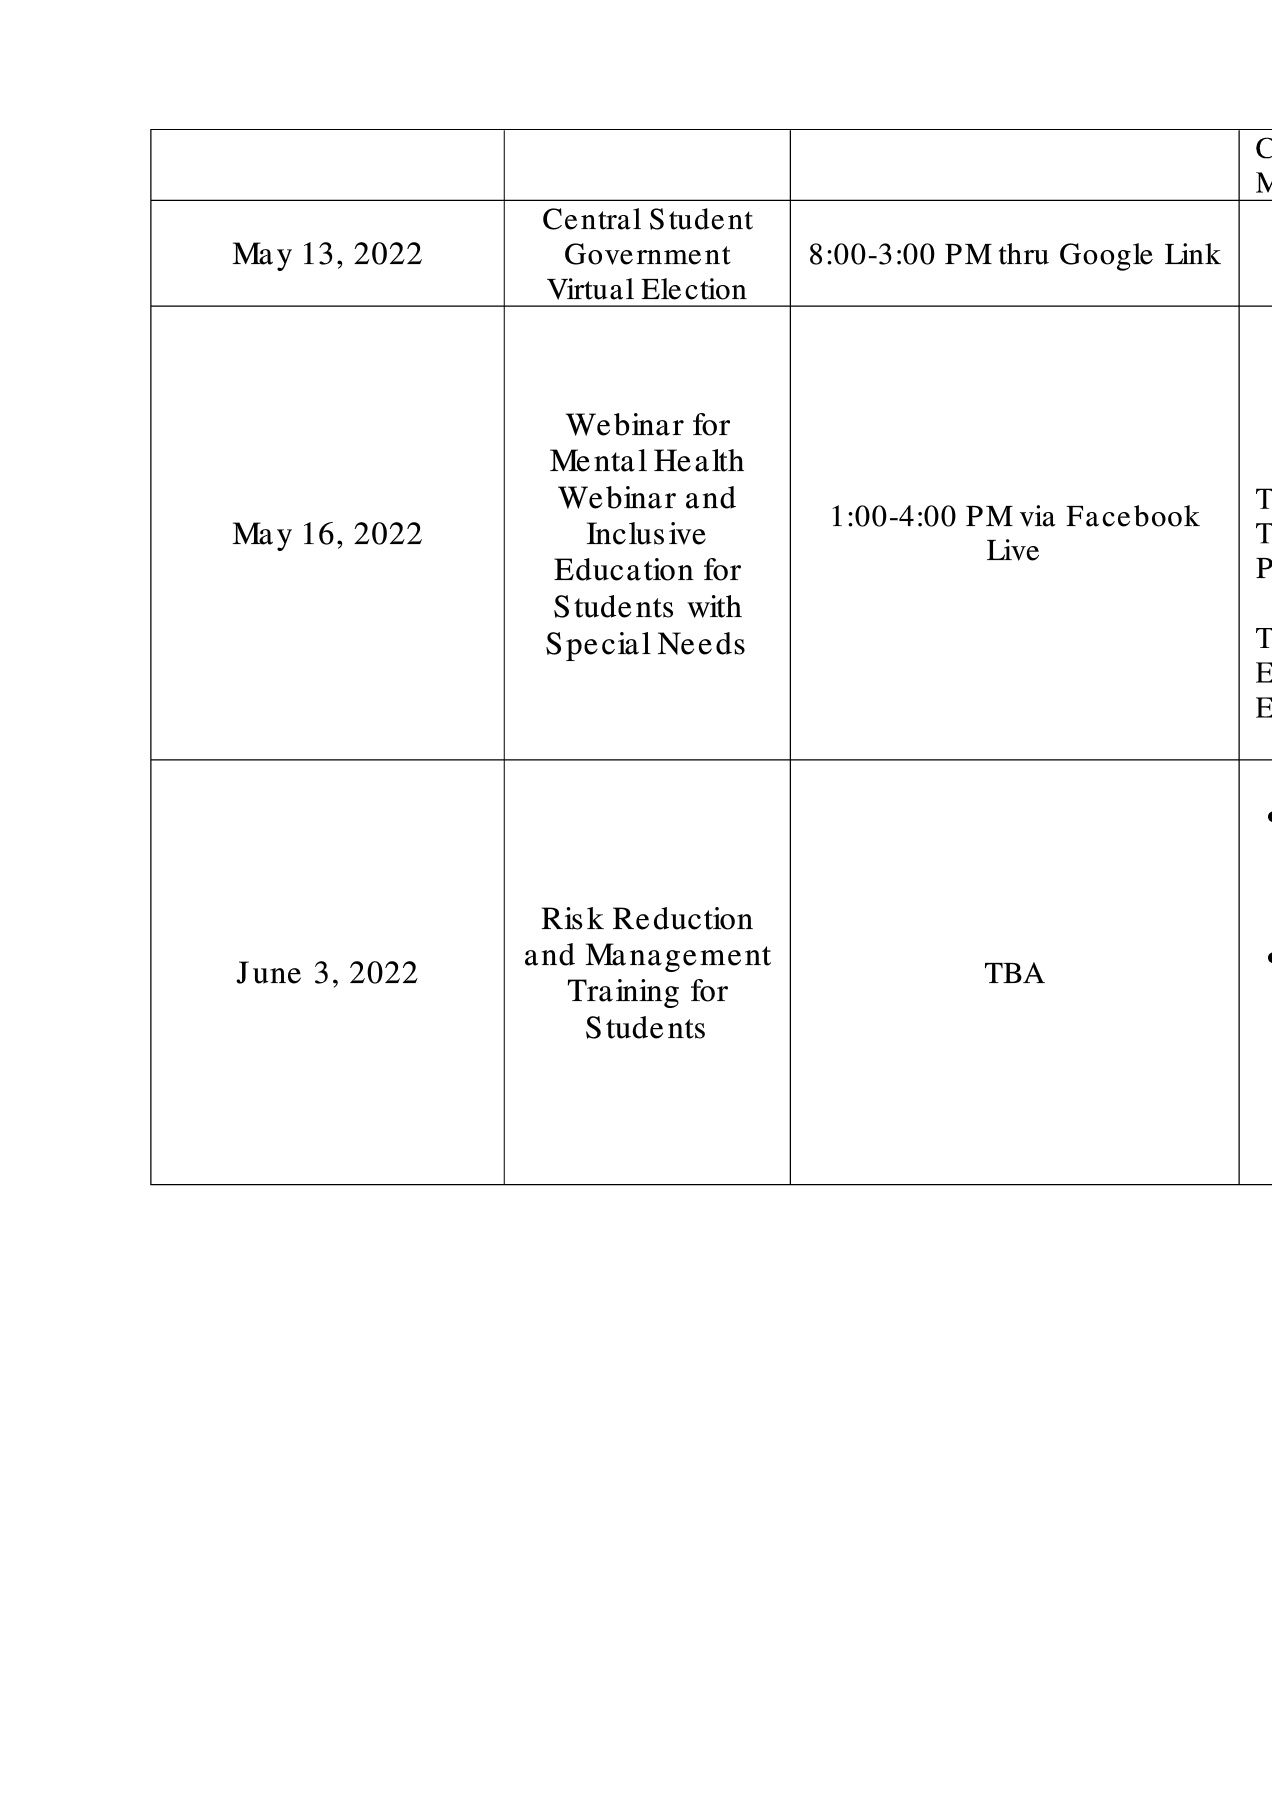 May 13, 2022
Central Student
Government
Virtual Election
8:00-3:00 PM thru Google Link
May 16, 2022
Webinar for
Mental Health
Webinar and
Inclusive
Education for
Students with
Special Needs
1:00-4:00 PM via Facebook
Live
June 3, 2022
Risk Reduction
and Management
Training for
Students
TBA